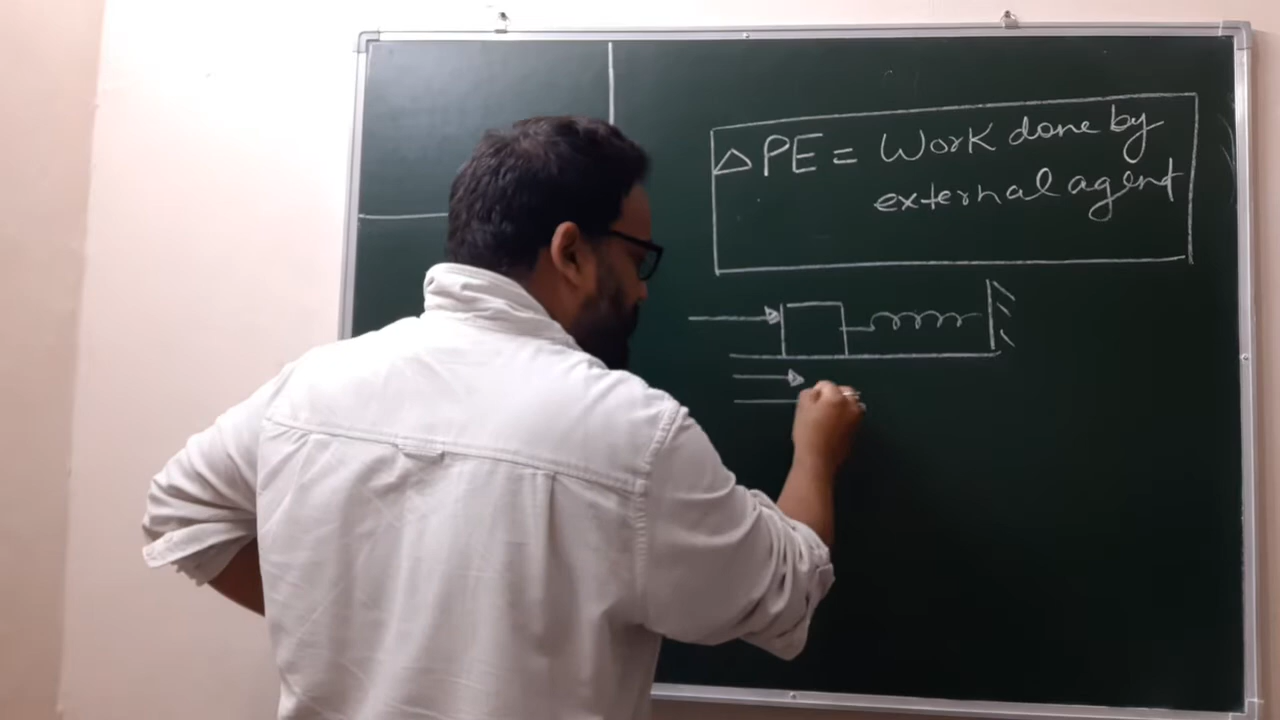 △ PE = Work done by
external agent